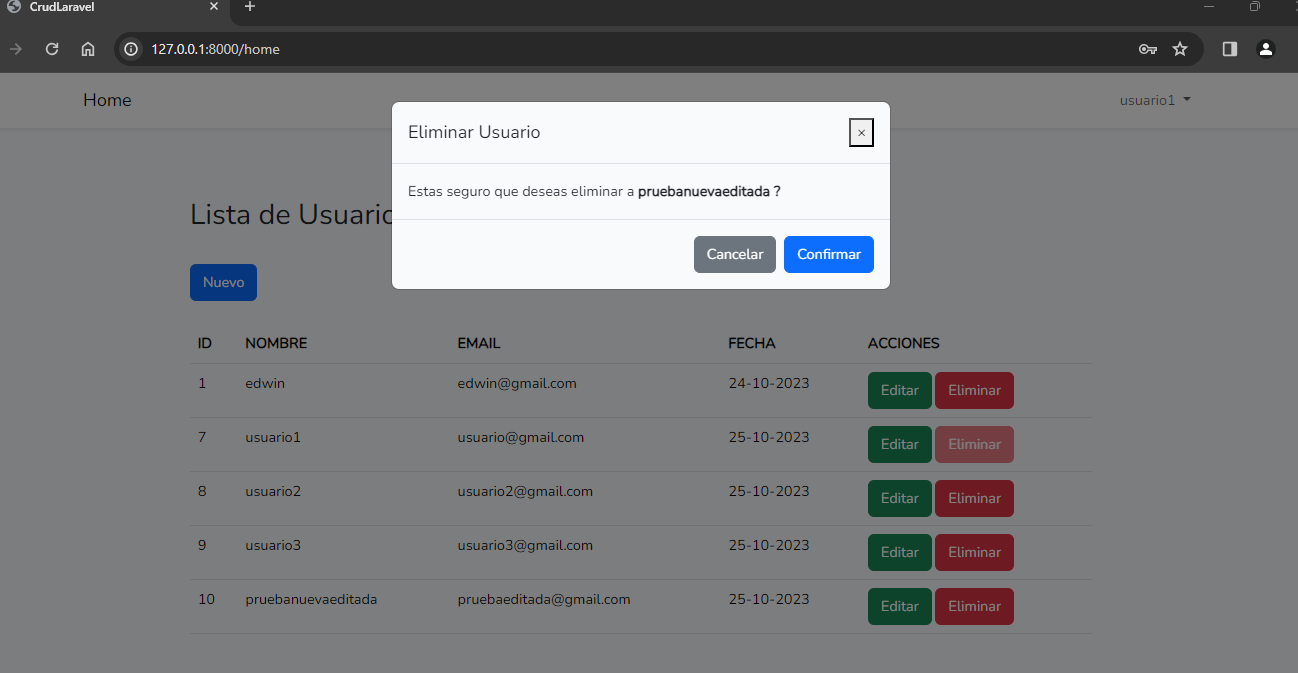 CrudLaravel
127.0.0.1:8000/home
Home
usuario1
Eliminar Usuario
×
Estas seguro que deseas eliminar a pruebanuevaeditada ?
Cancelar Confirmar
Lista de Usuario
Nuevo
ID NOMBRE EMAIL FECHA ACCIONES
1 edwin edwin@gmail.com 24-10-2023 Editar Eliminar
7 usuario1 usuario@gmail.com 25-10-2023 Editar Eliminar
8 usuario2 usuario2@gmail.com 25-10-2023 Editar Eliminar
9 usuario3 usuario3@gmail.com 25-10-2023 Editar Eliminar
10 pruebanuevaeditada pruebaeditada@gmail.com 25-10-2023 Editar Eliminar